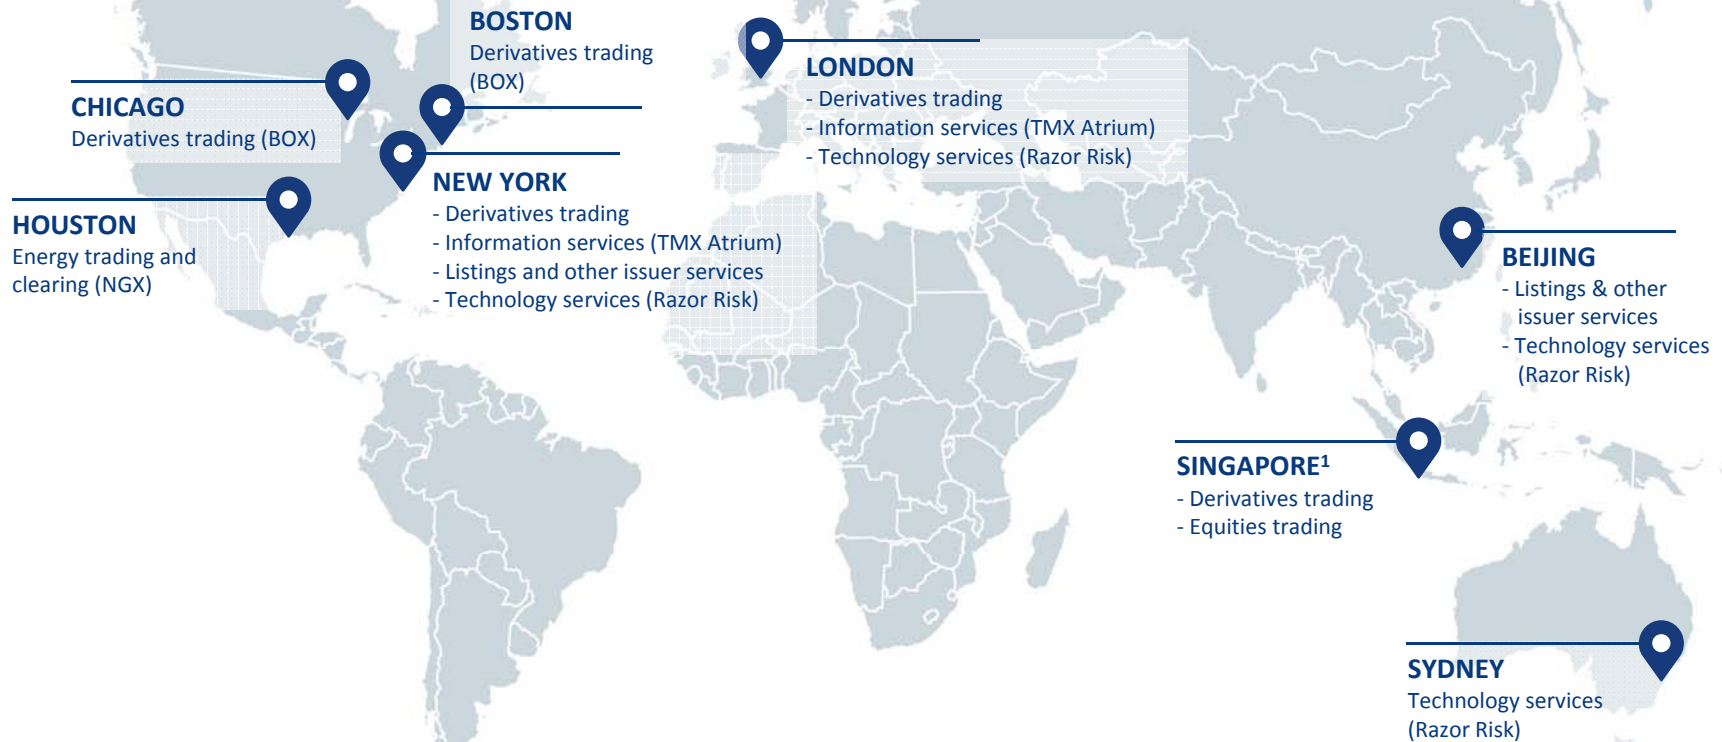 BOSTON
Derivatives trading
(BOX)
CHICAGO
Derivatives trading (BOX)
NEW YORK
- Derivatives trading
- Information services (TMX Atrium)
- Listings and other issuer services
- Technology services (Razor Risk)
HOUSTON
Energy trading and
clearing (NGX)
LONDON
- Derivatives trading
- Information services (TMX Atrium)
- Technology services (Razor Risk)
BEIJING
- Listings & other
issuer services
- Technology services
(Razor Risk)
SINGAPORE¹
- Derivatives trading
- Equities trading
SYDNEY
Technology services
(Razor Risk)